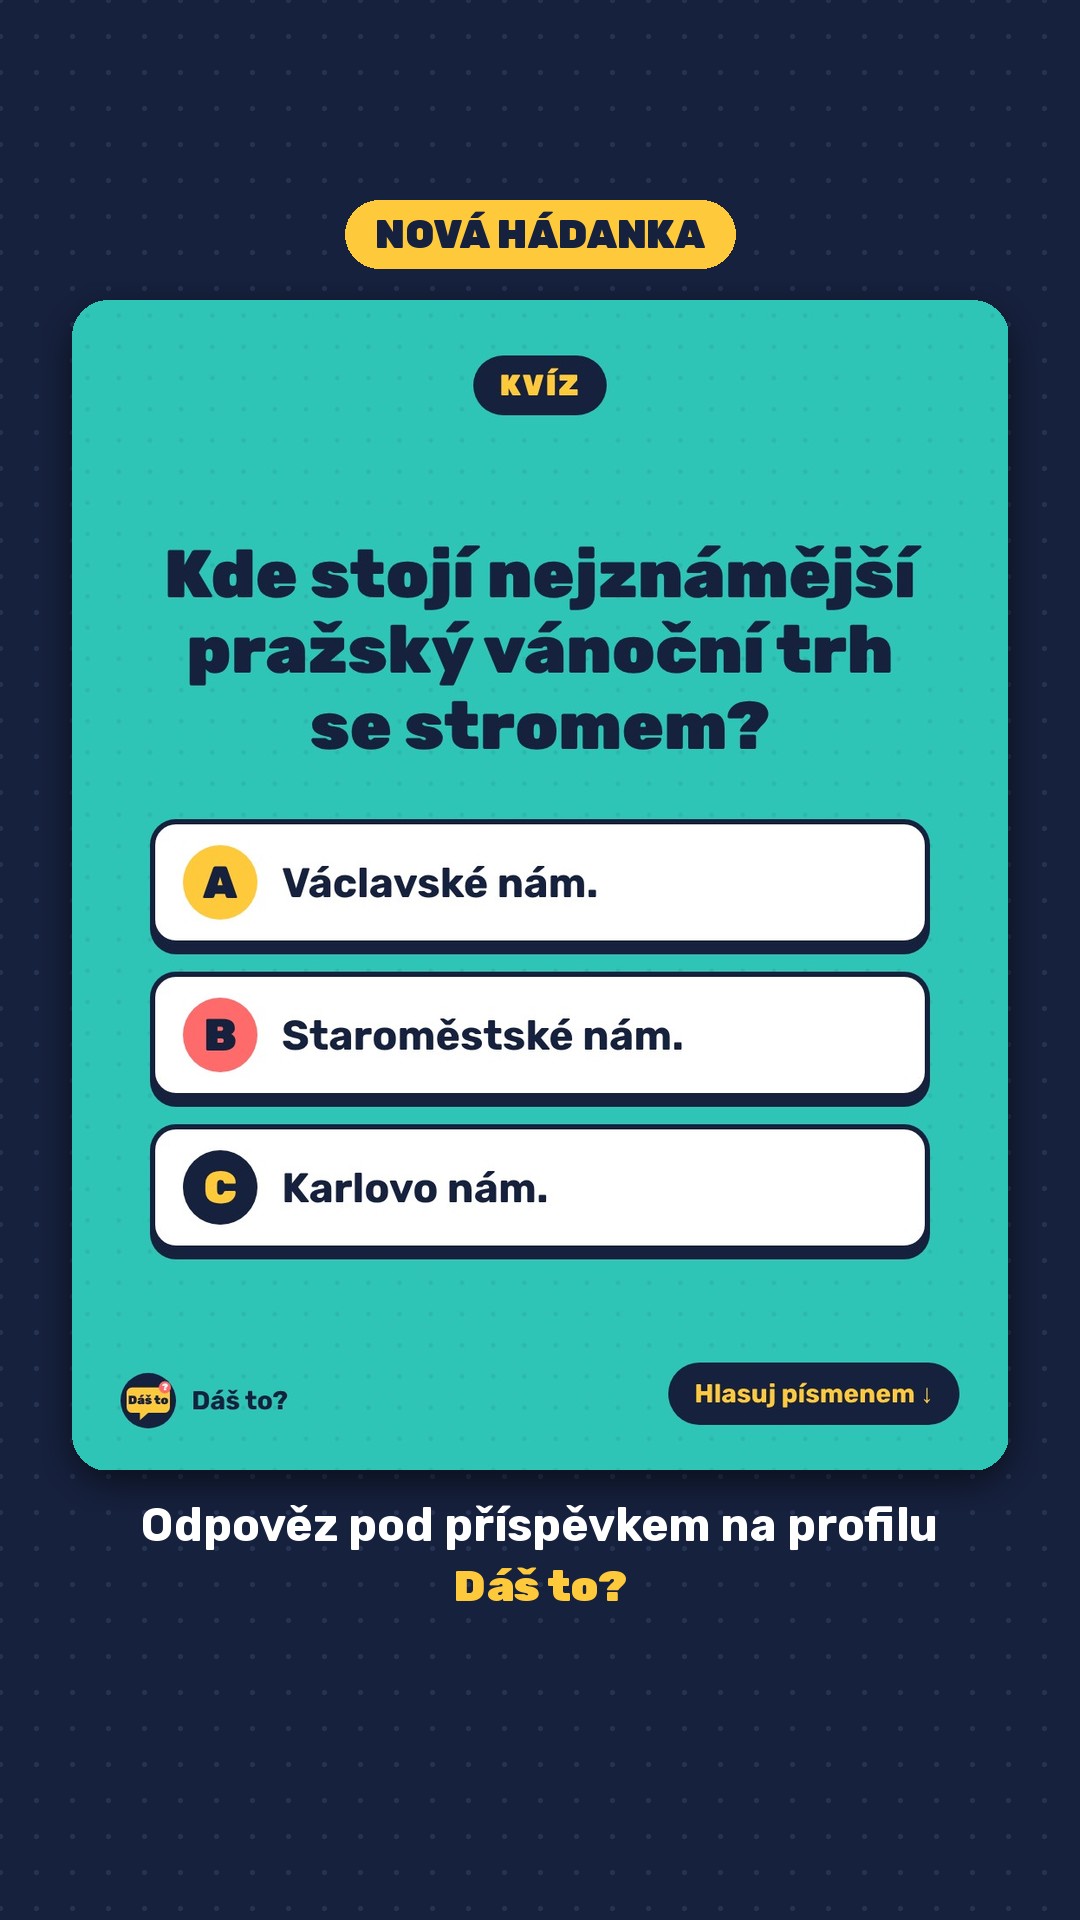 NOVÁ HÁDANKA
KVÍZ
Kde stojí nejznámější
pražský vánoční trh
se stromem?
A Václavské nám.
B Staroměstské nám.
C Karlovo nám.
Dáš to ?
Dáš to?
Hlasuj písmenem ↓
Odpověz pod příspěvkem na profilu
Dáš to?